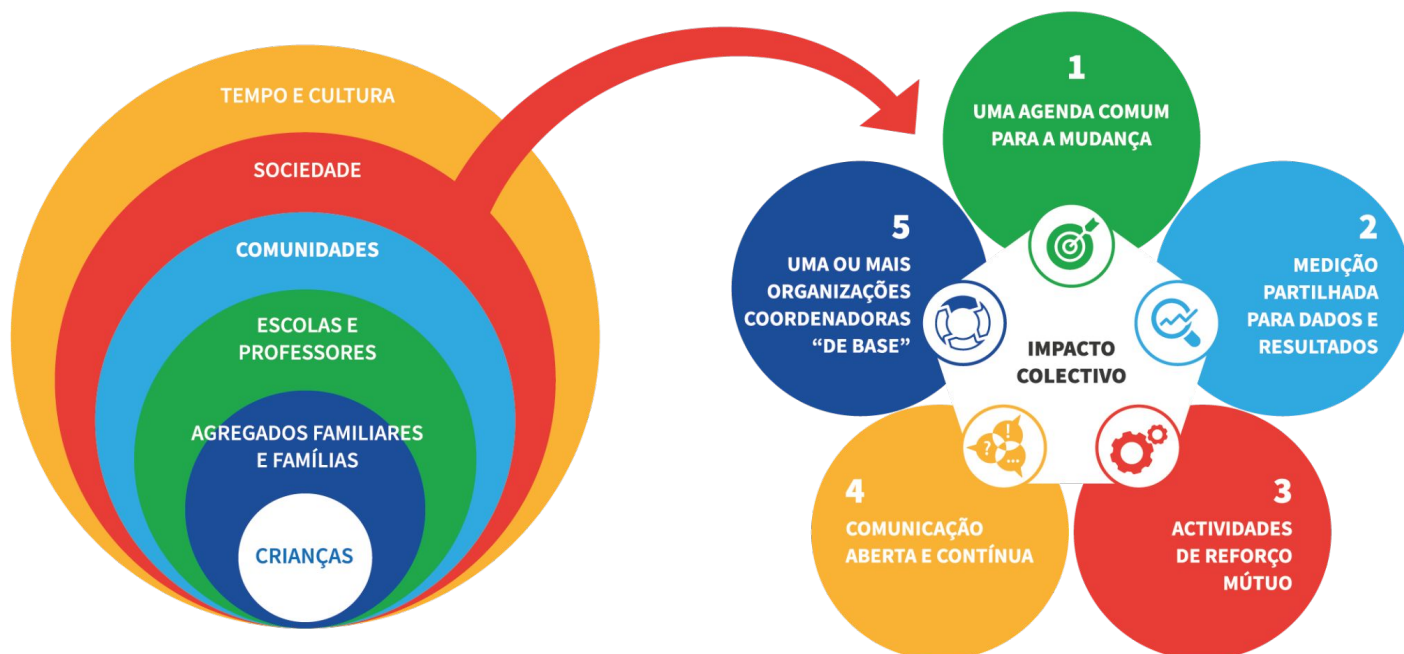 TEMPO E CULTURA
SOCIEDADE
COMUNIDADES
ESCOLAS E
PROFESSORES
AGREGADOS FAMILIARES
E FAMÍLIAS
CRIANÇAS
1
UMA AGENDA COMUM
PARA A MUDANÇA
2
MEDIÇÃO
PARTILHADA
PARA DADOS E
RESULTADOS
3
ACTIVIDADES
DE REFORÇO
MÚTUO
4
COMUNICAÇÃO
ABERTA E CONTÍNUA
5
UMA OU MAIS
ORGANIZAÇÕES
COORDENADORAS
“DE BASE”
IMPACTO
COLECTIVO
?
!
...